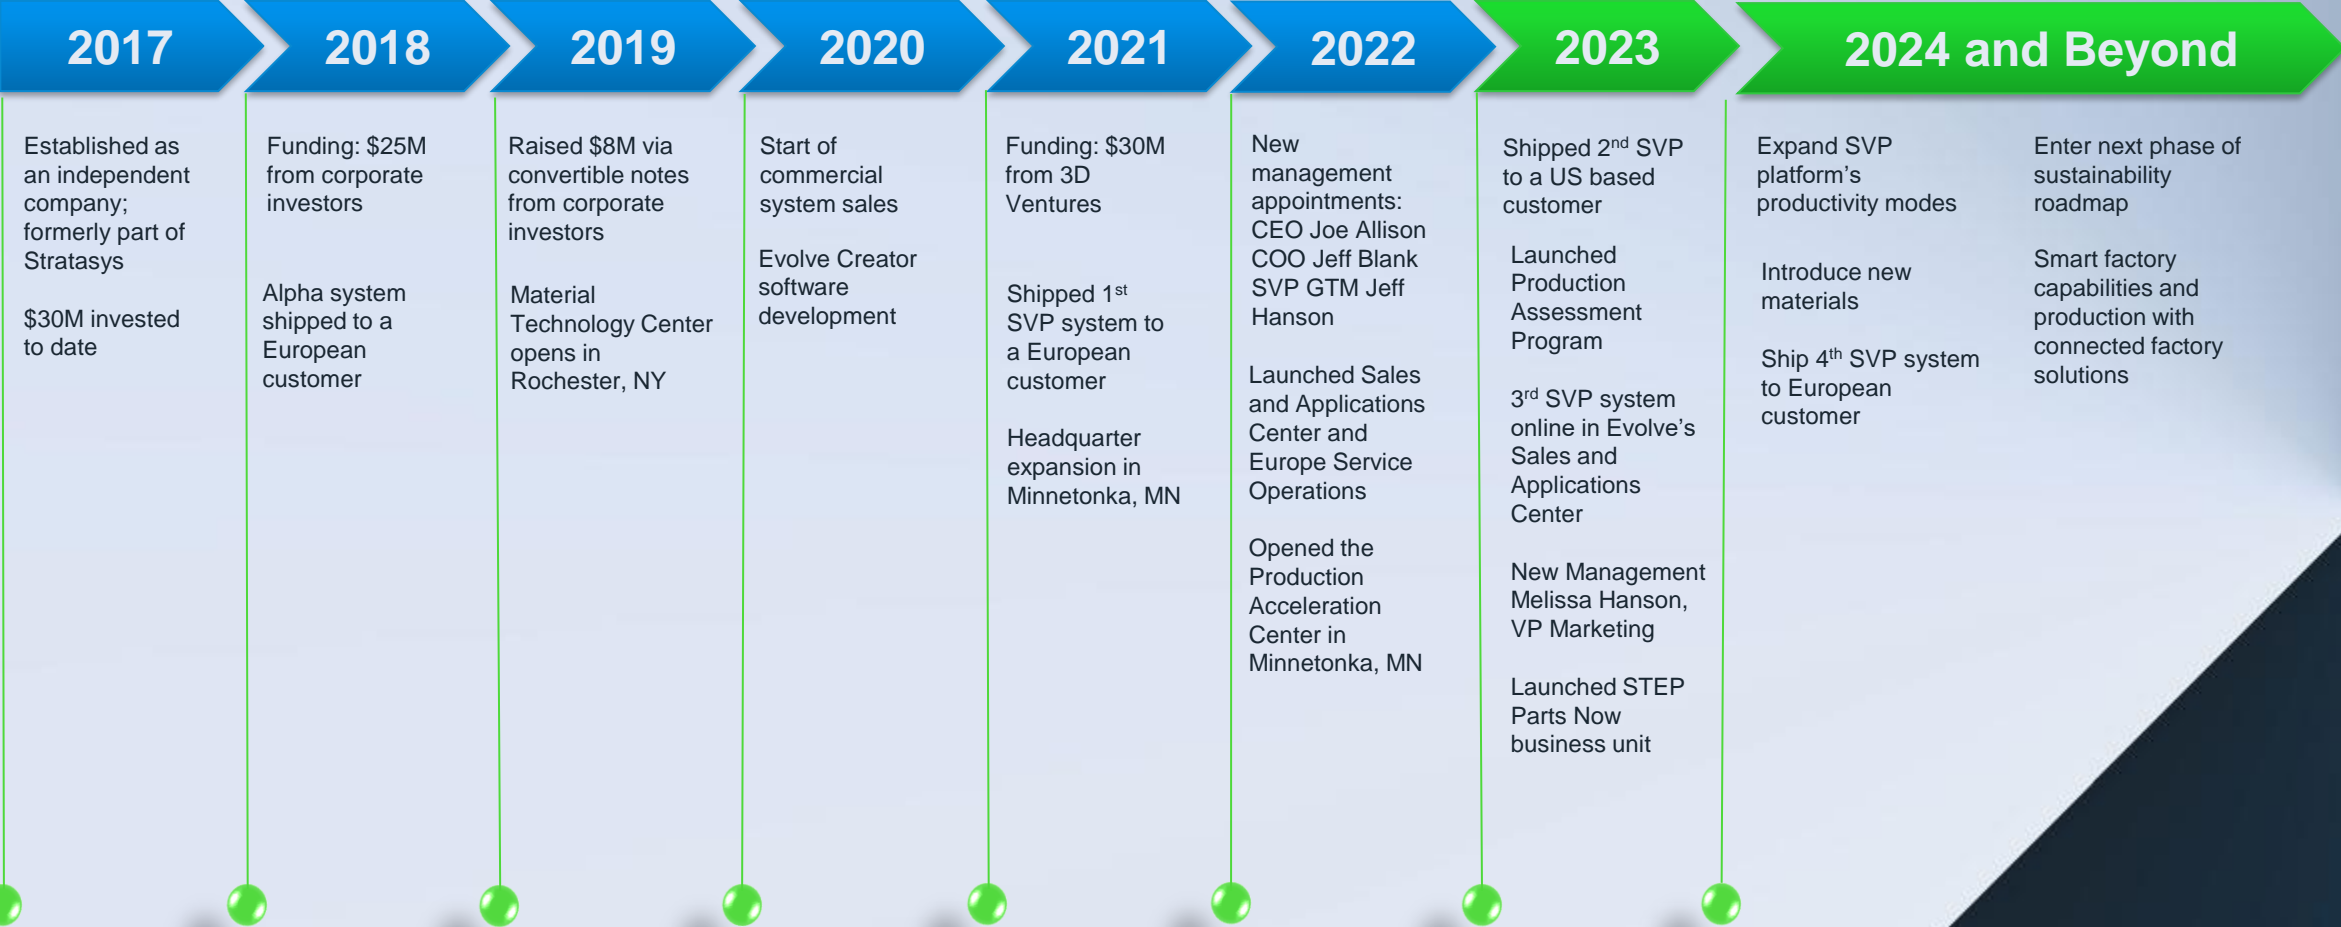 2017
Established as
an independent
company;
formerly part of
Stratasys
$30M invested
to date
2018
Funding: $25M
from corporate
investors
Alpha system
shipped to a
European
customer
2019
Raised $8M via
convertible notes
from corporate
investors
Material
Technology Center
opens in
Rochester, NY
2020
Start of
commercial
system sales
Evolve Creator
software
development
2021
Funding: $30M
from 3D
Ventures
Shipped 1st
SVP system to
a European
customer
Headquarter
expansion in
Minnetonka, MN
2022
New
management
appointments:
CEO Joe Allison
COO Jeff Blank
SVP GTM Jeff
Hanson
Launched Sales
and Applications
Center and
Europe Service
Operations
Opened the
Production
Acceleration
Center in
Minnetonka, MN
2023
Shipped 2nd SVP
to a US based
customer
Launched
Production
Assessment
Program
3rd SVP system
online in Evolve’s
Sales and
Applications
Center
New Management
Melissa Hanson,
VP Marketing
Launched STEP
Parts Now
business unit
2024 and Beyond
Expand SVP
platform’s
productivity modes
Introduce new
materials
Ship 4th SVP system
to European
customer
Enter next phase of
sustainability
roadmap
Smart factory
capabilities and
production with
connected factory
solutions